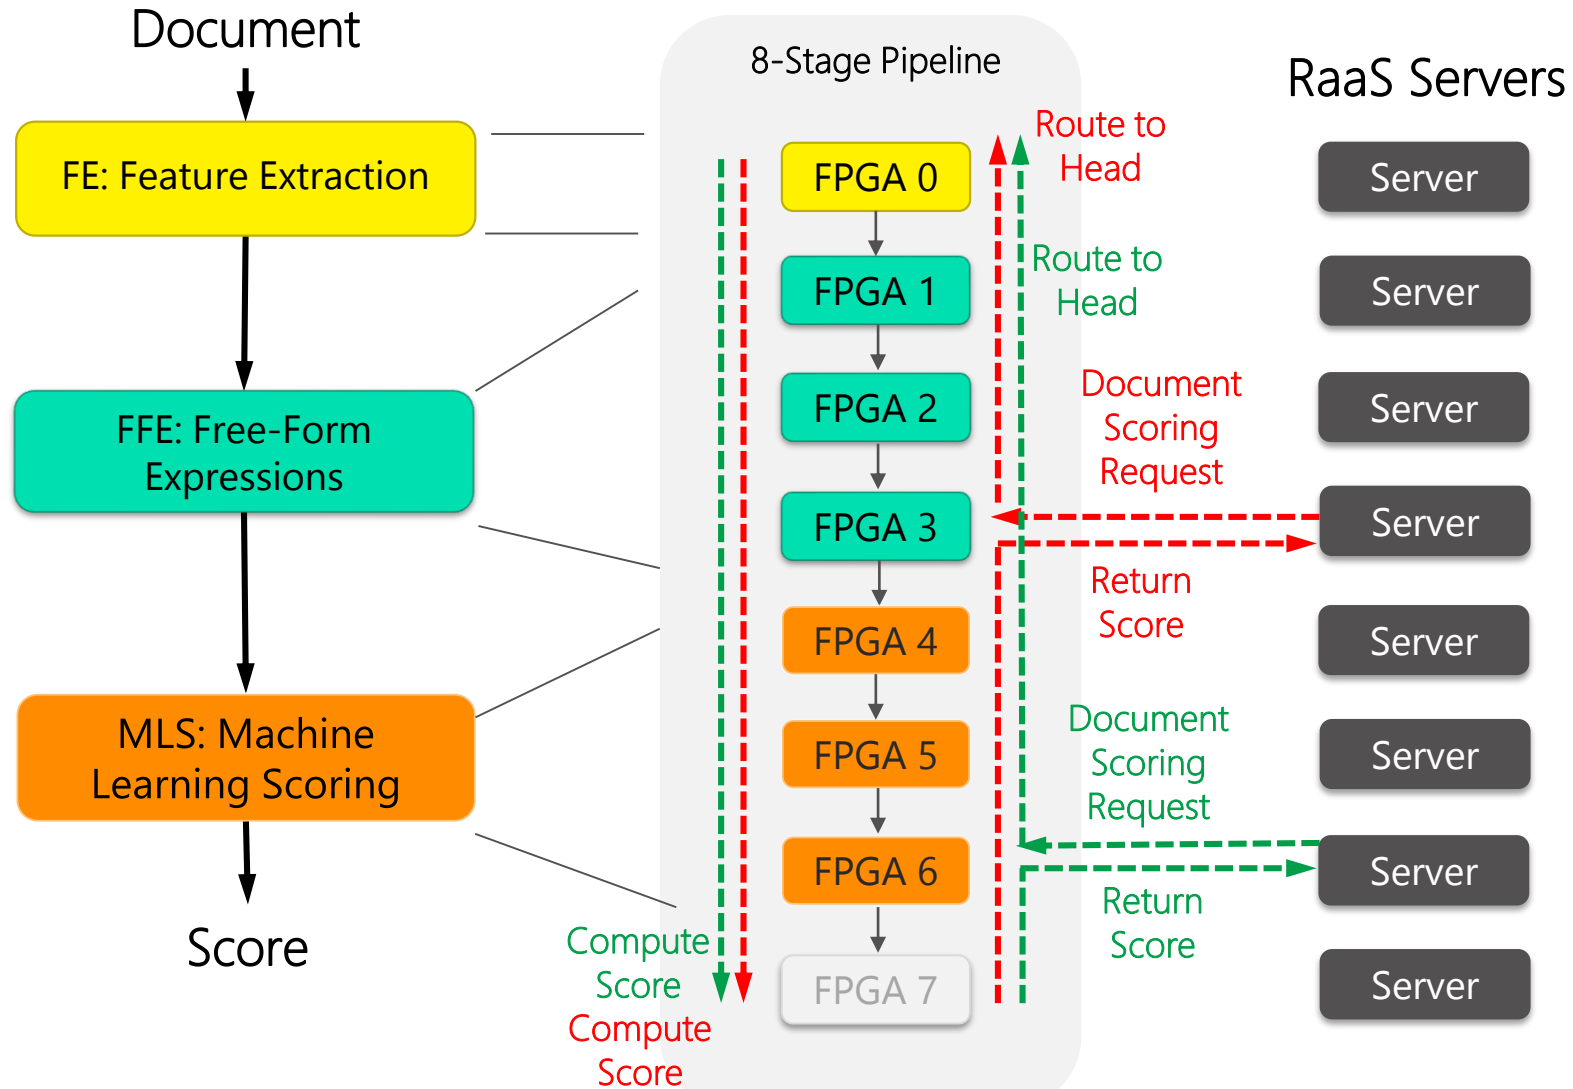 Document
FE: Feature Extraction
FFE: Free-Form
Expressions
MLS: Machine
Learning Scoring
Score
8-Stage Pipeline
FPGA 0
FPGA 1
FPGA 2
FPGA 3
FPGA 4
FPGA 5
FPGA 6
FPGA 7
Compute
Score
Compute
Score
Route to
Head
Route to
Head
Document
Scoring
Request
Return
Score
Document
Scoring
Request
Return
Score
RaaS Servers
Server
Server
Server
Server
Server
Server
Server
Server